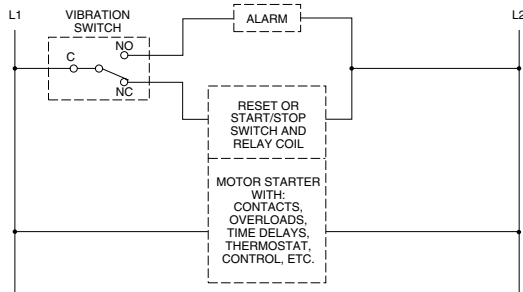 L1
VIBRATION
SWITCH
ALARM
L2
NO
C
NC
RESET OR
START/STOP
SWITCH AND
RELAY COIL
MOTOR STARTER
WITH:
CONTACTS,
OVERLOADS,
TIME DELAYS,
THERMOSTAT,
CONTROL, ETC.